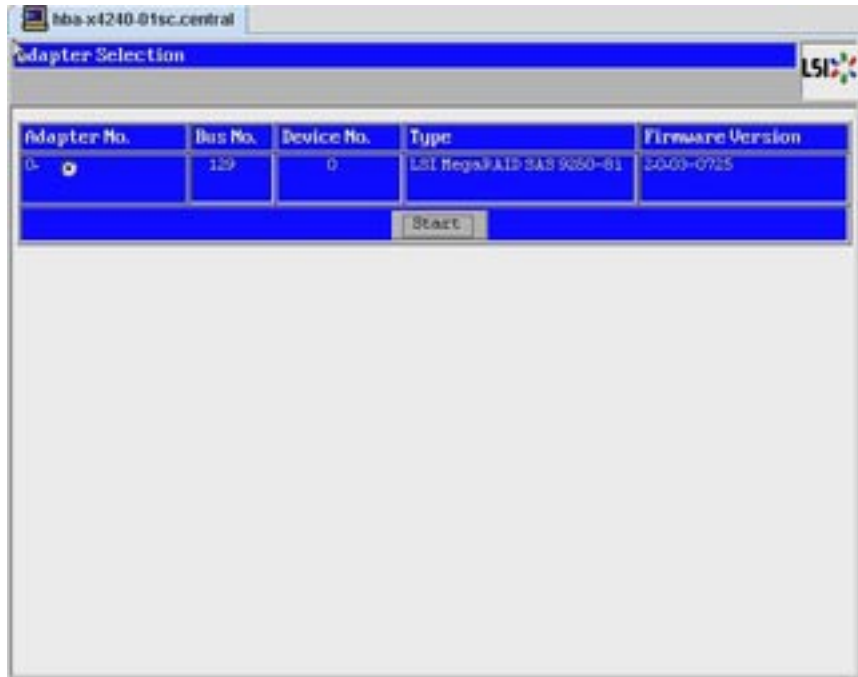 hba-x4240-01sc.central
Adapter Selection
LSI
Adapter No. Bus No. Device No. Type Firmware Version
0. 129 0 LSI MegaRAID SAS 9260-8i 2.0.03-0725
Start